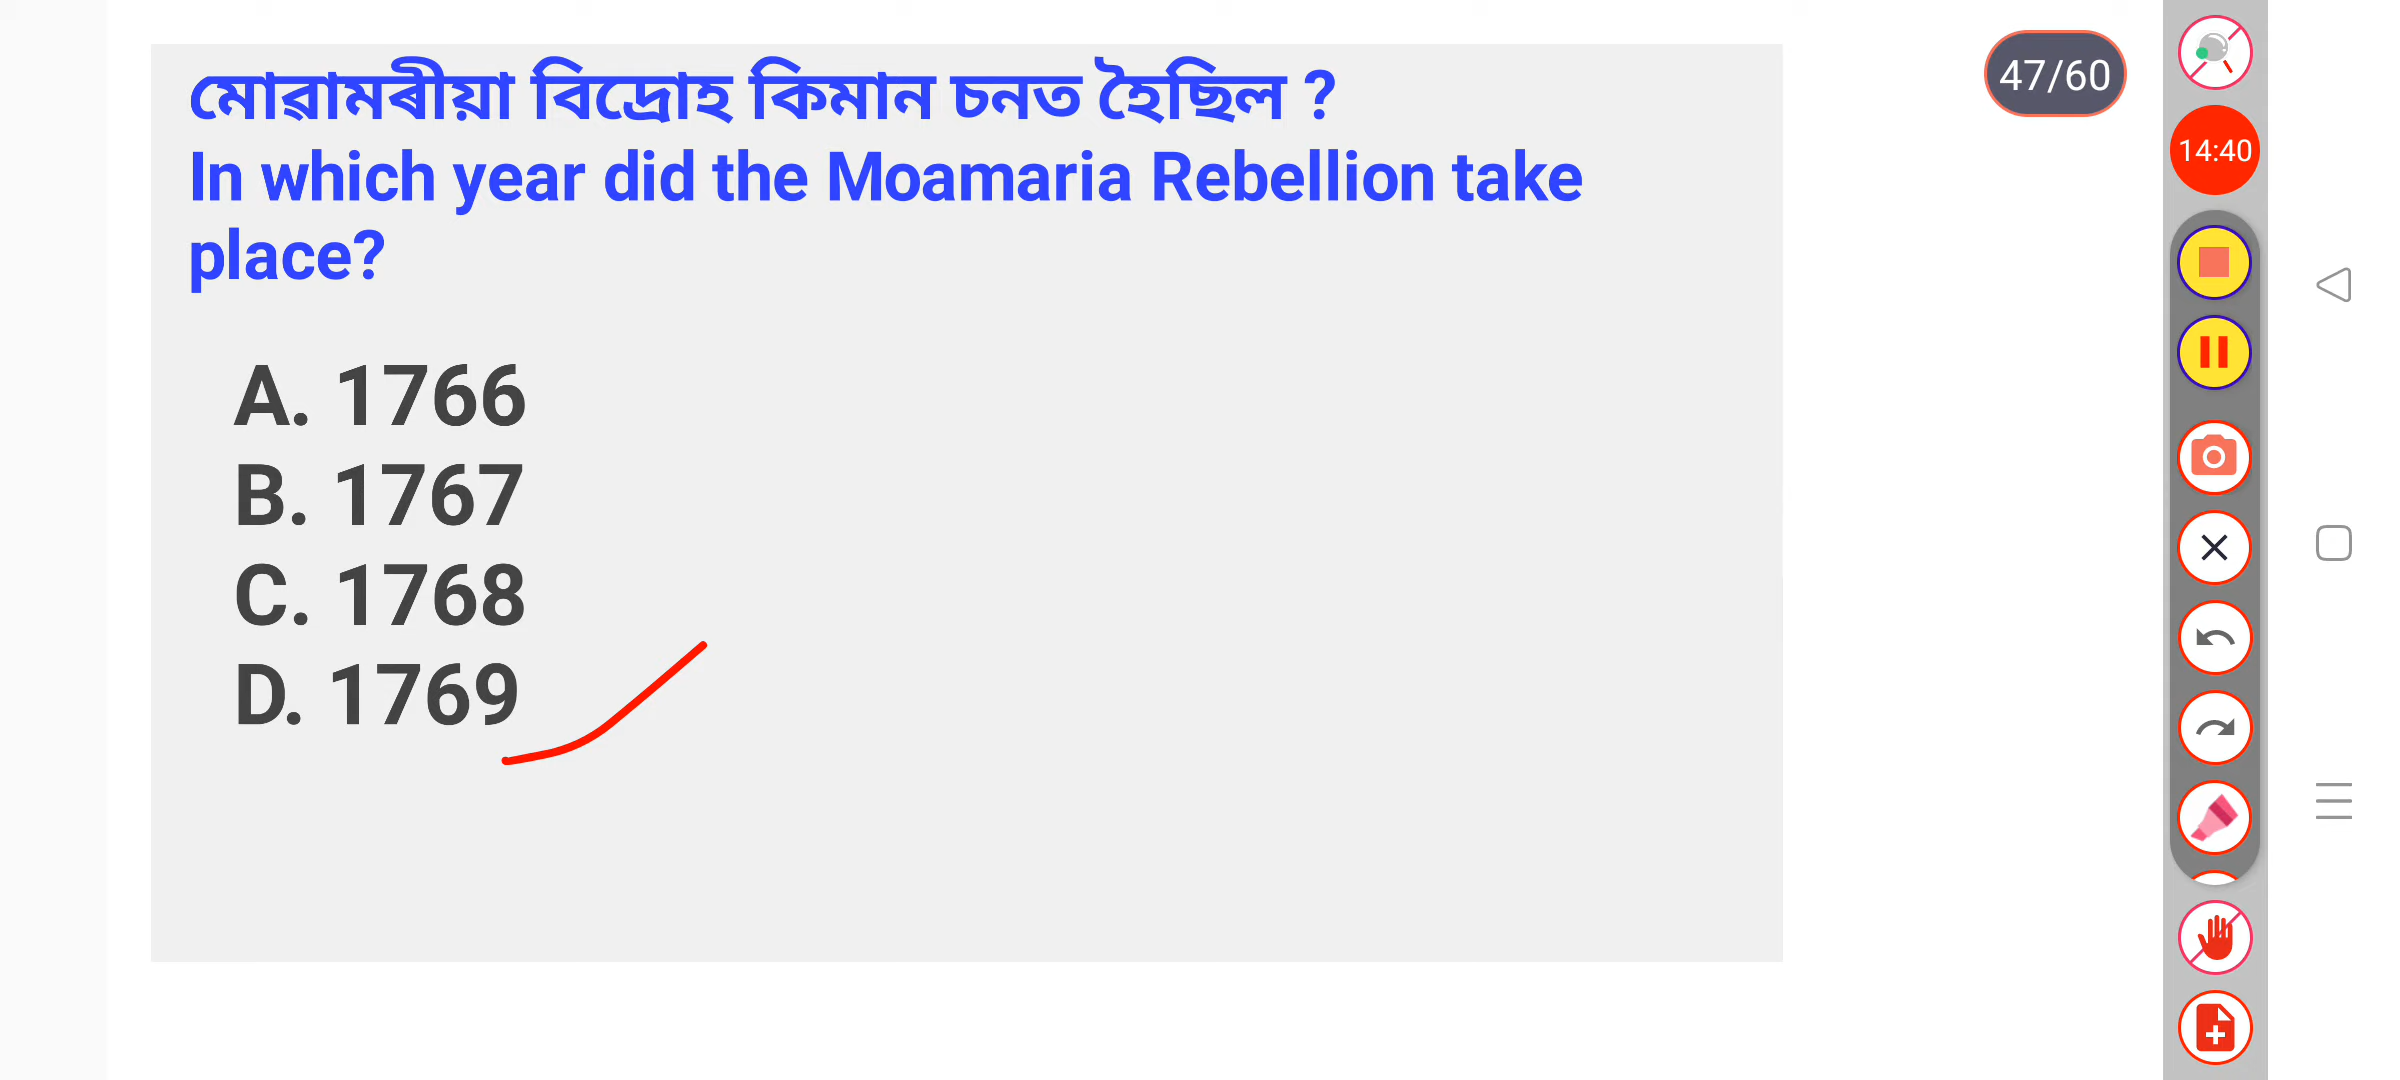 মোৱামৰীয়া বিদ্ৰোহ কিমান চনত হৈছিল ?
In which year did the Moamaria Rebellion take
place?
A. 1766
B. 1767
C. 1768
D. 1769
47/60
14:40